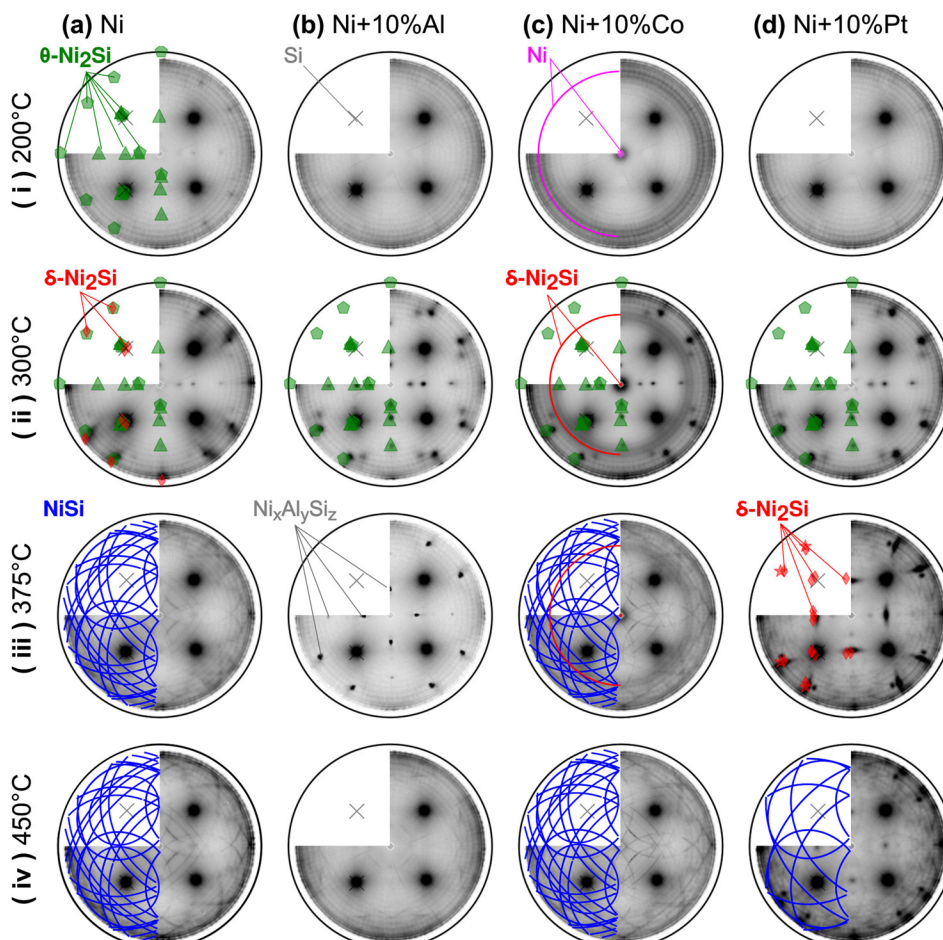 (a) Ni
(b) Ni+10%Al
(c) Ni+10%Co
(d) Ni+10%Pt
(i) 200°C
θ-Ni2Si
Si
Ni
(ii) 300°C
δ-Ni2Si
δ-Ni2Si
(iii) 375°C
NiSi
NixAlySiz
δ-Ni2Si
(iv) 450°C